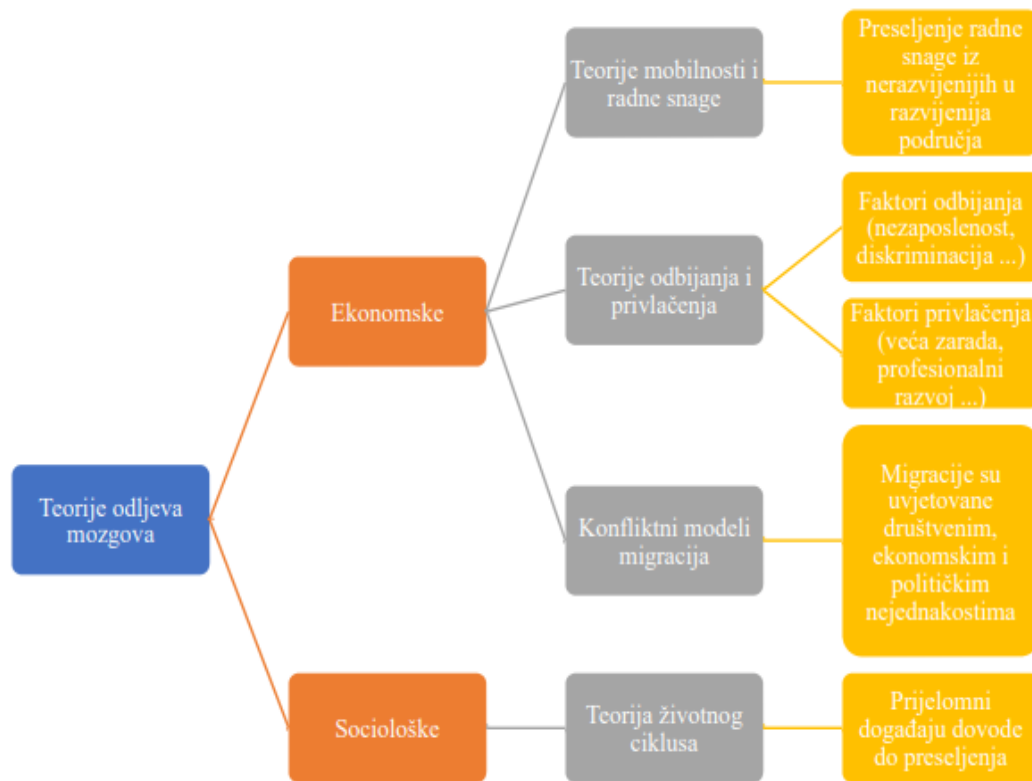 Teorije odljeva
mozgova
Ekonomske
Teorije mobilnosti i
radne snage
Preseljenje radne
snage iz
nerazvijenijih u
razvijenija
područja
Teorije odbijanja i
privlačenja
Faktori odbijanja
(nezaposlenost,
diskriminacija ...)
Faktori privlačenja
(veća zarada,
profesionalni
razvoj ...)
Konfliktni modeli
migracija
Migracije su
uvjetovane
društvenim,
ekonomskim i
političkim
nejednakostima
Sociološke
Teorija životnog
ciklusa
Prijelomni
događaju dovode
do preseljenja